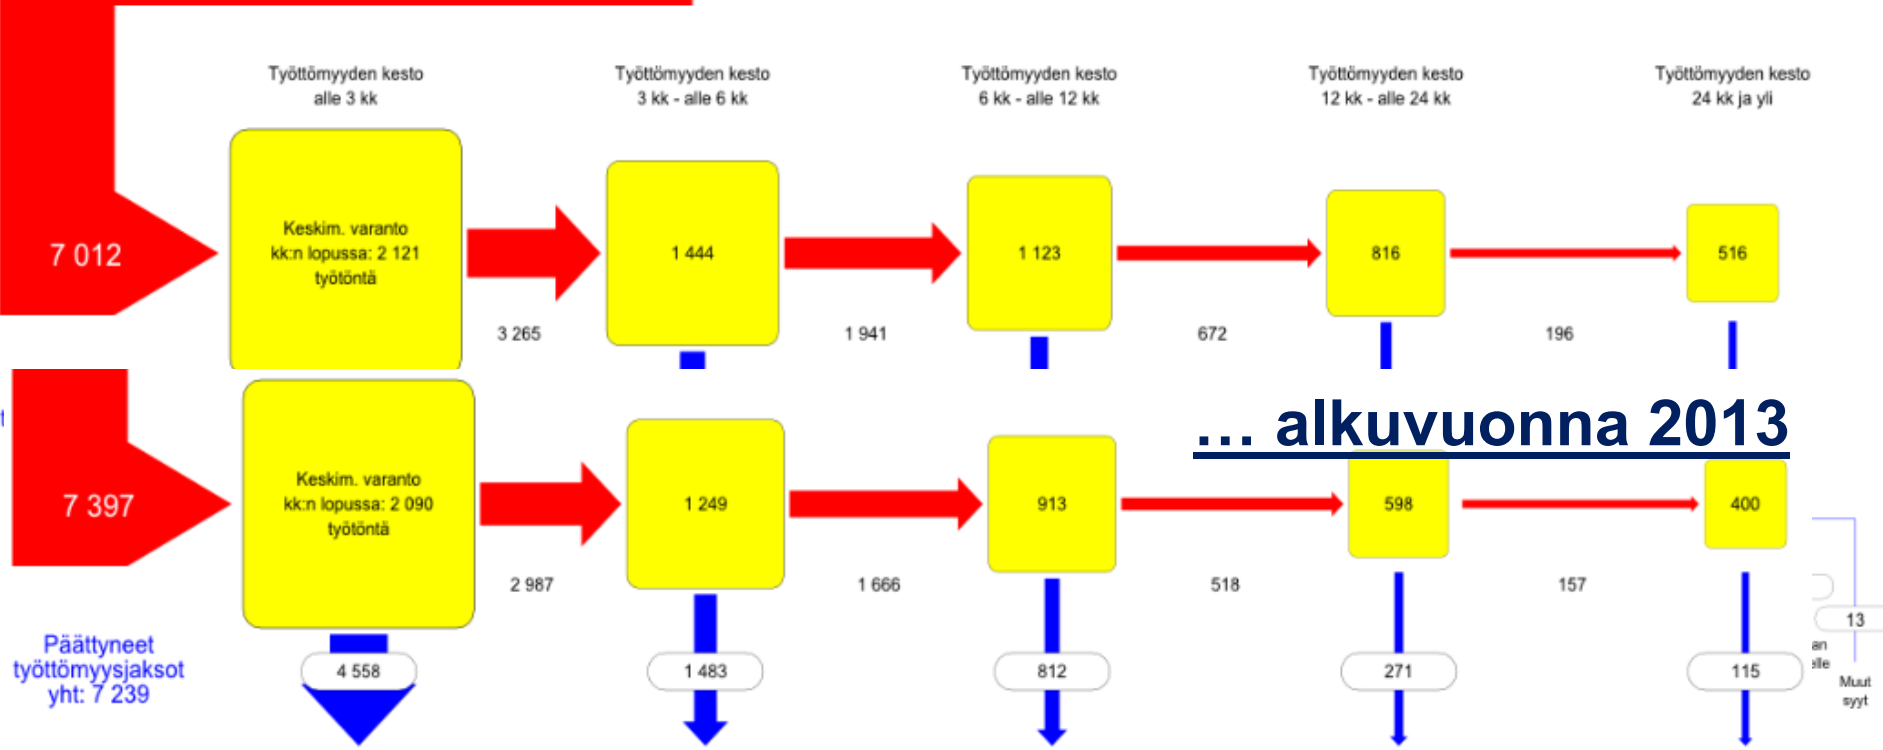 Työttömyyden kesto
alle 3 kk
Työttömyyden kesto
3 kk - alle 6 kk
Työttömyyden kesto
6 kk - alle 12 kk
Työttömyyden kesto
12 kk - alle 24 kk
Työttömyyden kesto
24 kk ja yli
7 012
Keskim. varanto
kk:n lopussa: 2 121
työtöntä
1 444
1 123
816
516
3 265
1 941
672
196
... alkuvuonna 2013
7 397
Keskim. varanto
kk:n lopussa: 2 090
työtöntä
1 249
913
598
400
2 987
1 666
518
157
Päättyneet
työttömyysjaksot
yht: 7 239
4 558
1 483
812
271
115
13
Muut
syyt